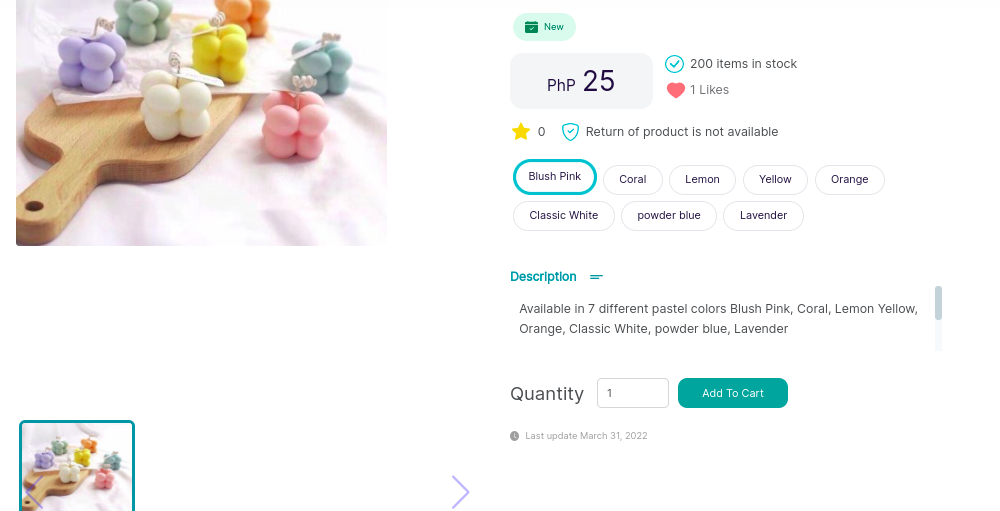 New
PhP 25
200 items in stock
1 Likes
0
Return of product is not available
Blush Pink
Coral
Lemon
Yellow
Orange
Classic White
powder blue
Lavender
Description
Available in 7 different pastel colors Blush Pink, Coral, Lemon Yellow,
Orange, Classic White, powder blue, Lavender
Quantity
1
Add To Cart
Last update March 31, 2022